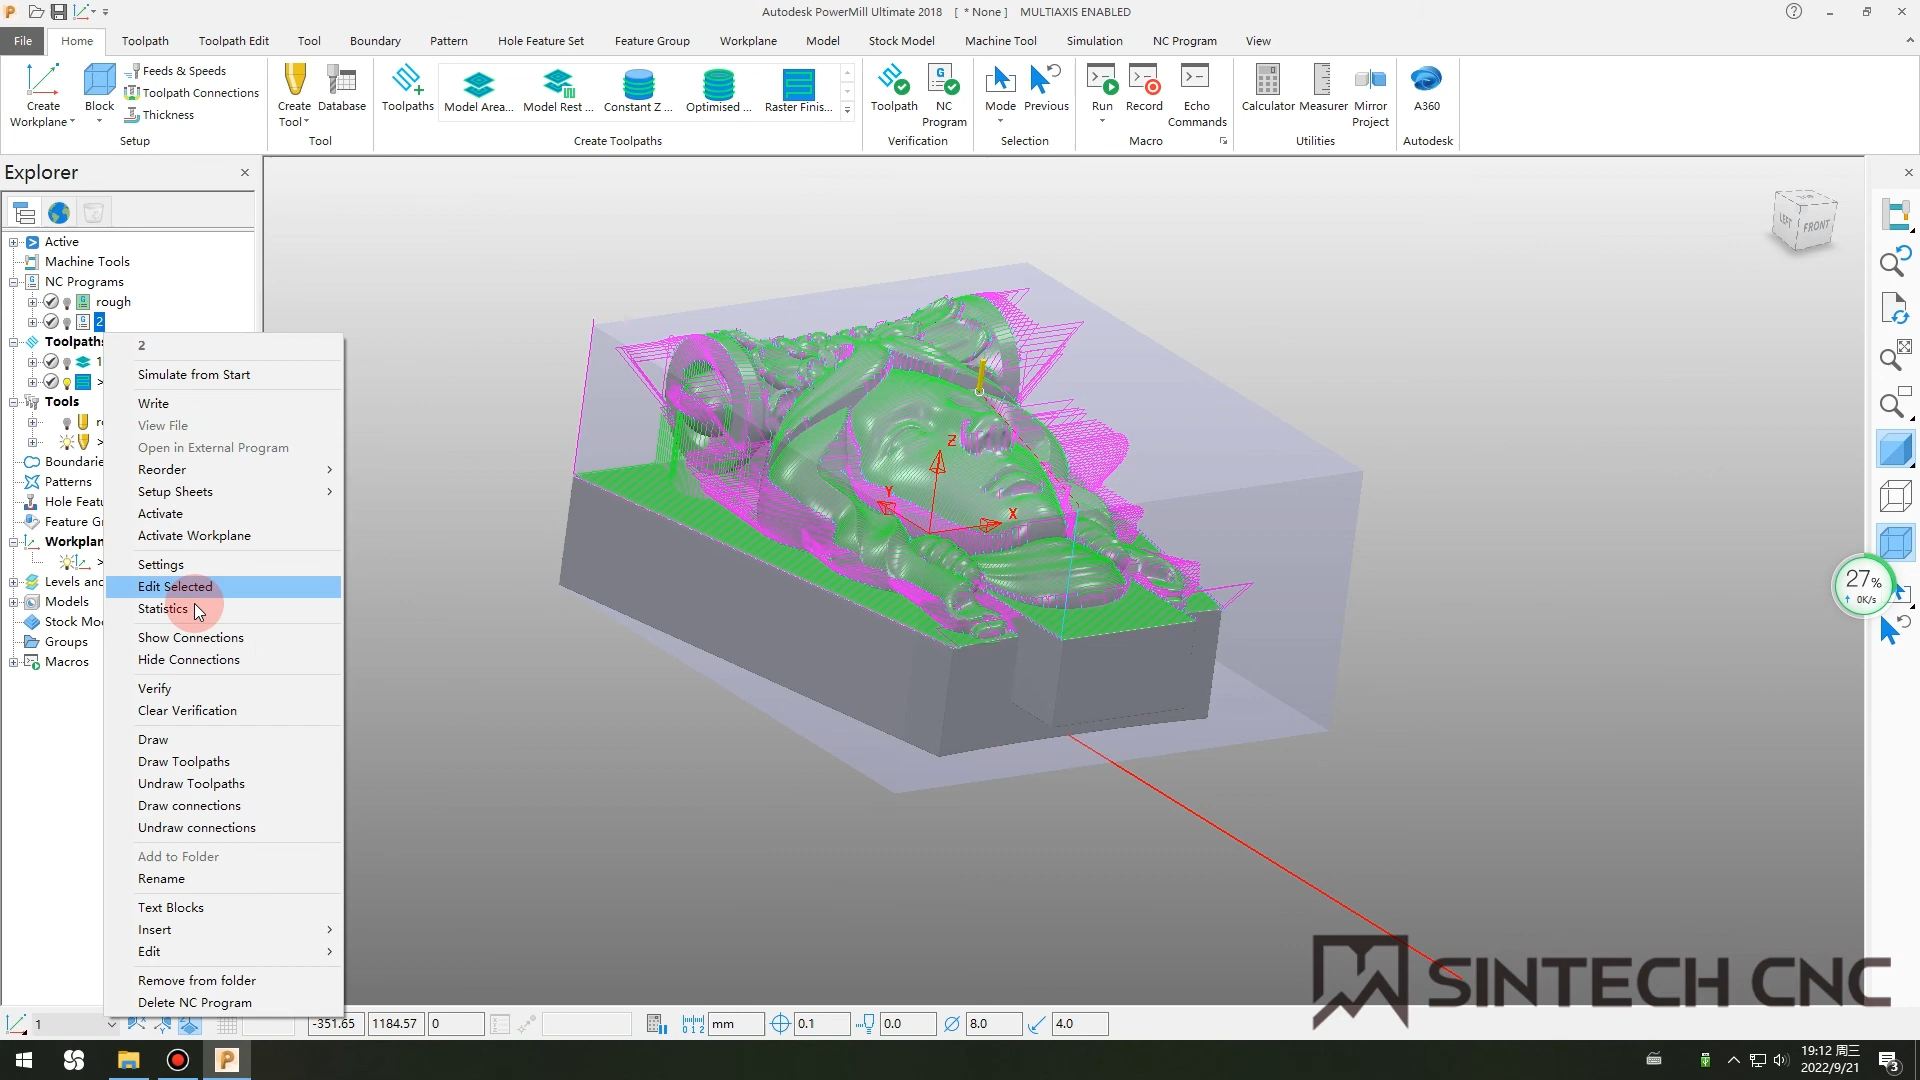 Autodesk PowerMill Ultimate 2018 [ * None ] MULTIAXIS ENABLED
File Home Toolpath Toolpath Edit Tool Boundary Pattern Hole Feature Set Feature Group Workplane Model Stock Model Machine Tool Simulation NC Program View
Create Workplane
Block
Feeds & Speeds
Toolpath Connections
Thickness
Setup
Create Tool
Database
Tool
Toolpaths
Model Area...
Model Rest ...
Constant Z ...
Optimised ...
Raster Finis...
Create Toolpaths
Toolpath
NC Program
Verification
Mode
Previous
Selection
Run
Record
Echo Commands
Macro
Calculator
Measurer
Mirror Project
Utilities
A360
Autodesk
Explorer
Active
Machine Tools
NC Programs
rough
2
Toolpaths
1
>
Tools
r
>
Boundarie
Patterns
Hole Featu
Feature Gr
Workplan
>
Levels and
Models
Stock Mo
Groups
Macros
2
Simulate from Start
Write
View File
Open in External Program
Reorder
Setup Sheets
Activate
Activate Workplane
Settings
Edit Selected
Statistics
Show Connections
Hide Connections
Verify
Clear Verification
Draw
Draw Toolpaths
Undraw Toolpaths
Draw connections
Undraw connections
Add to Folder
Rename
Text Blocks
Insert
Edit
Remove from folder
Delete NC Program
Z
Y
X
LEFT FRONT
27%
0K/s
SINTECH CNC
1 -351.65 1184.57 0 mm 0.1 0.0 8.0 4.0
19:12 周三
2022/9/21
3